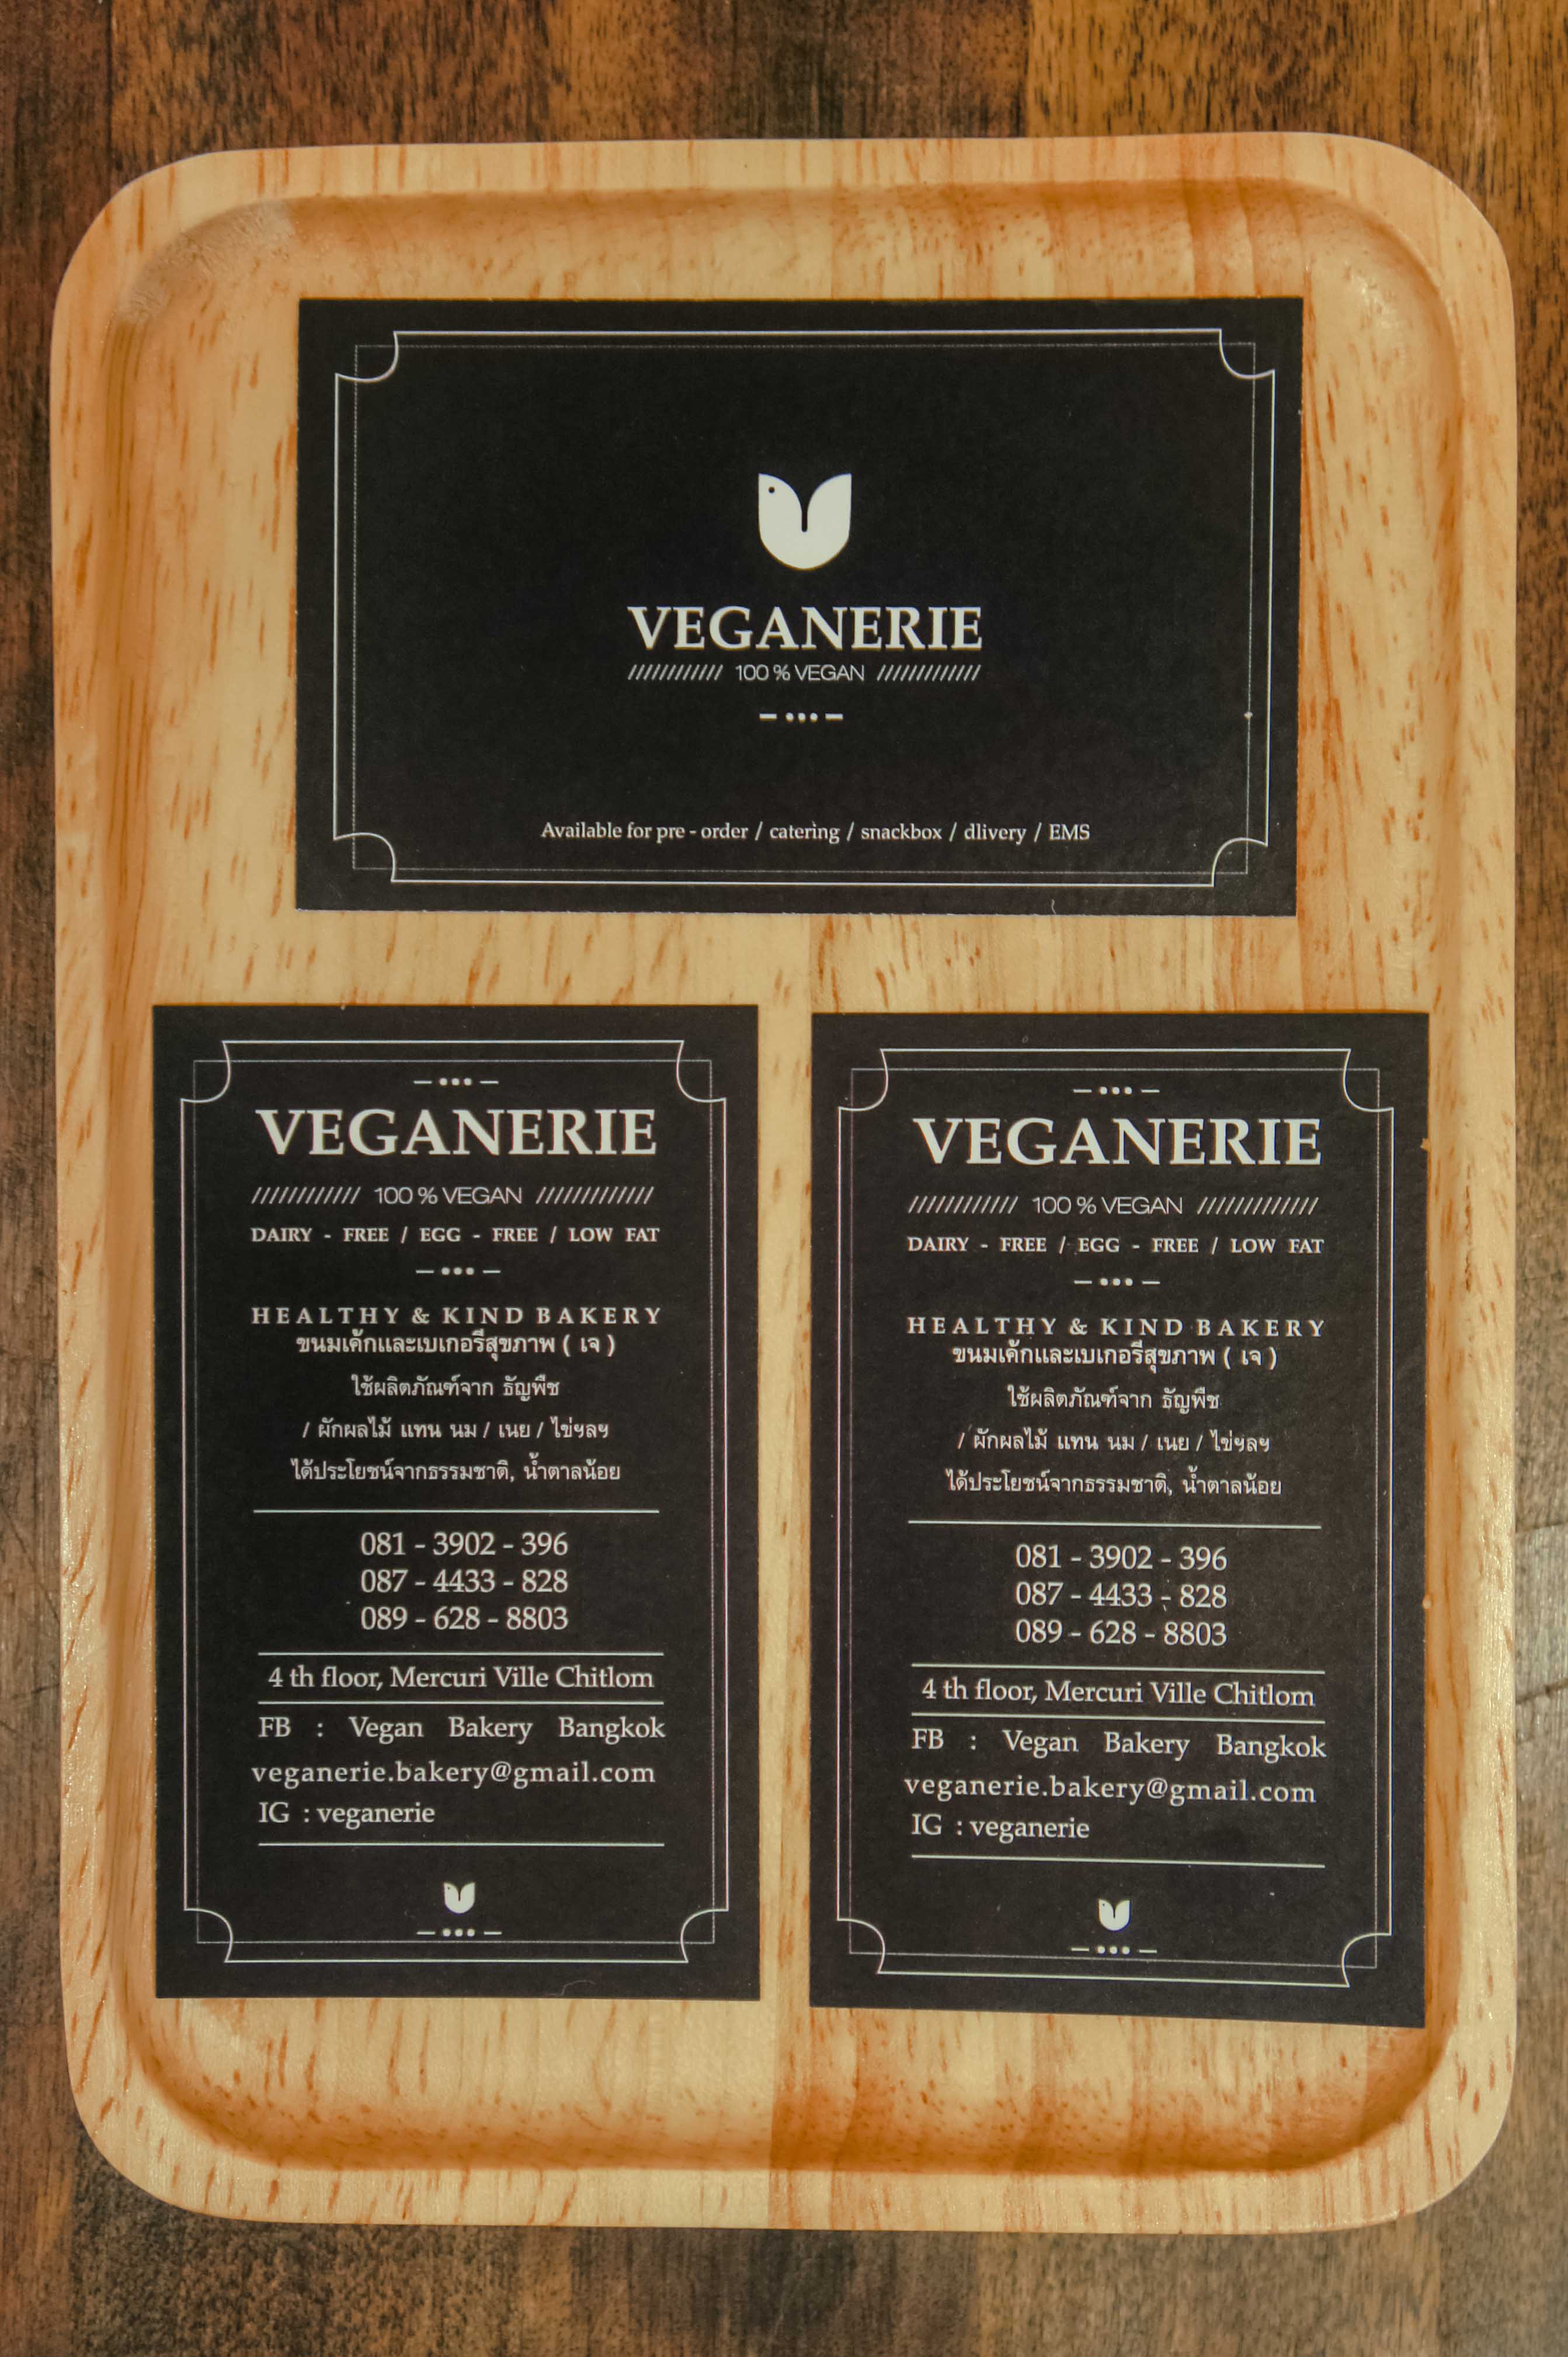 VEGANERIE
//////////// 100 % VEGAN /////////////
Available for pre - order / catering / snackbox / dlivery / EMS
VEGANERIE
//////////// 100 % VEGAN /////////////
DAIRY - FREE / EGG - FREE / LOW FAT
HEALTHY & KIND BAKERY
ขนมเค้กและเบเกอรี่สุขภาพ ( เจ )
ใช้ผลิตภัณฑ์จาก ธัญพืช
/ ผักผลไม้ แทน นม / เนย / ไข่ฯลฯ
ได้ประโยชน์จากธรรมชาติ, น้ำตาลน้อย
081 - 3902 - 396
087 - 4433 - 828
089 - 628 - 8803
4 th floor, Mercuri Ville Chitlom
FB : Vegan Bakery Bangkok
veganerie.bakery@gmail.com
IG : veganerie
VEGANERIE
//////////// 100 % VEGAN /////////////
DAIRY - FREE / EGG - FREE / LOW FAT
HEALTHY & KIND BAKERY
ขนมเค้กและเบเกอรี่สุขภาพ ( เจ )
ใช้ผลิตภัณฑ์จาก ธัญพืช
/ ผักผลไม้ แทน นม / เนย / ไข่ฯลฯ
ได้ประโยชน์จากธรรมชาติ, น้ำตาลน้อย
081 - 3902 - 396
087 - 4433 - 828
089 - 628 - 8803
4 th floor, Mercuri Ville Chitlom
FB : Vegan Bakery Bangkok
veganerie.bakery@gmail.com
IG : veganerie